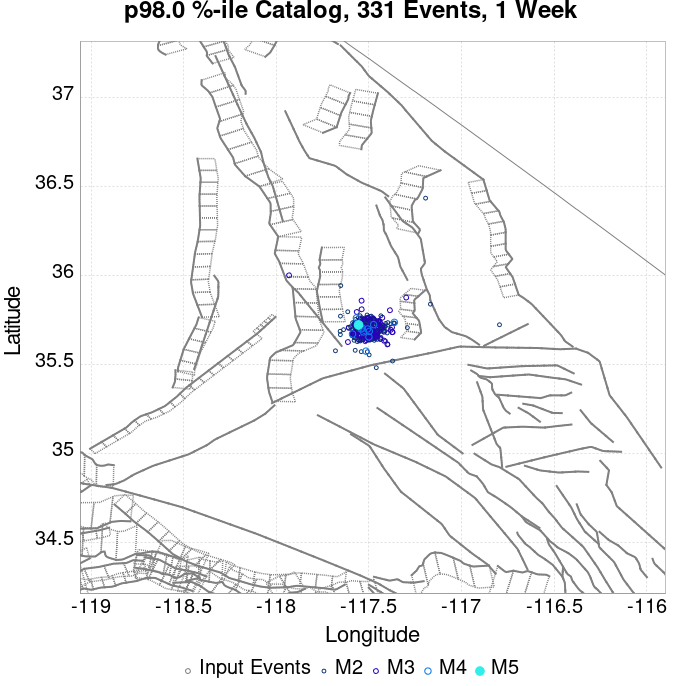 p98.0 %-ile Catalog, 331 Events, 1 Week
37
36.5
36
35.5
35
34.5
Latitude
-119 -118.5 -118 -117.5 -117 -116.5 -116
Longitude
Input Events M2 M3 M4 M5